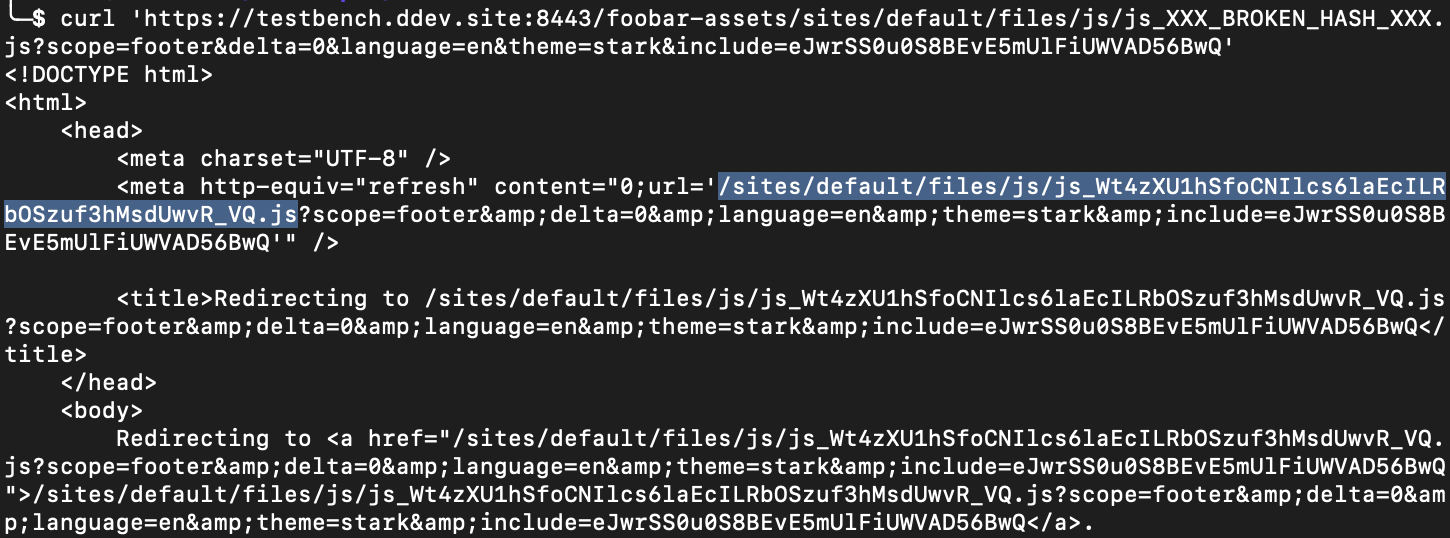 └─$ curl 'https://testbench.ddev.site:8443/foobar-assets/sites/default/files/js/js_XXX_BROKEN_HASH_XXX.
js?scope=footer&delta=0&language=en&theme=stark&include=eJwrSS0u0S8BEvE5mUlFiUWVAD56BwQ'
<!DOCTYPE html>
<html>
    <head>
        <meta charset="UTF-8" />
        <meta http-equiv="refresh" content="0;url='/sites/default/files/js/js_Wt4zXU1hSfoCNIlcs6laEcILR
bOSzuf3hMsdUwvR_VQ.js?scope=footer&amp;delta=0&amp;language=en&amp;theme=stark&amp;include=eJwrSS0u0S8B
EvE5mUlFiUWVAD56BwQ'" />

        <title>Redirecting to /sites/default/files/js/js_Wt4zXU1hSfoCNIlcs6laEcILRbOSzuf3hMsdUwvR_VQ.js
?scope=footer&amp;delta=0&amp;language=en&amp;theme=stark&amp;include=eJwrSS0u0S8BEvE5mUlFiUWVAD56BwQ</
title>
    </head>
    <body>
        Redirecting to <a href="/sites/default/files/js/js_Wt4zXU1hSfoCNIlcs6laEcILRbOSzuf3hMsdUwvR_VQ.
js?scope=footer&amp;delta=0&amp;language=en&amp;theme=stark&amp;include=eJwrSS0u0S8BEvE5mUlFiUWVAD56BwQ
">/sites/default/files/js/js_Wt4zXU1hSfoCNIlcs6laEcILRbOSzuf3hMsdUwvR_VQ.js?scope=footer&amp;delta=0&am
p;language=en&amp;theme=stark&amp;include=eJwrSS0u0S8BEvE5mUlFiUWVAD56BwQ</a>.